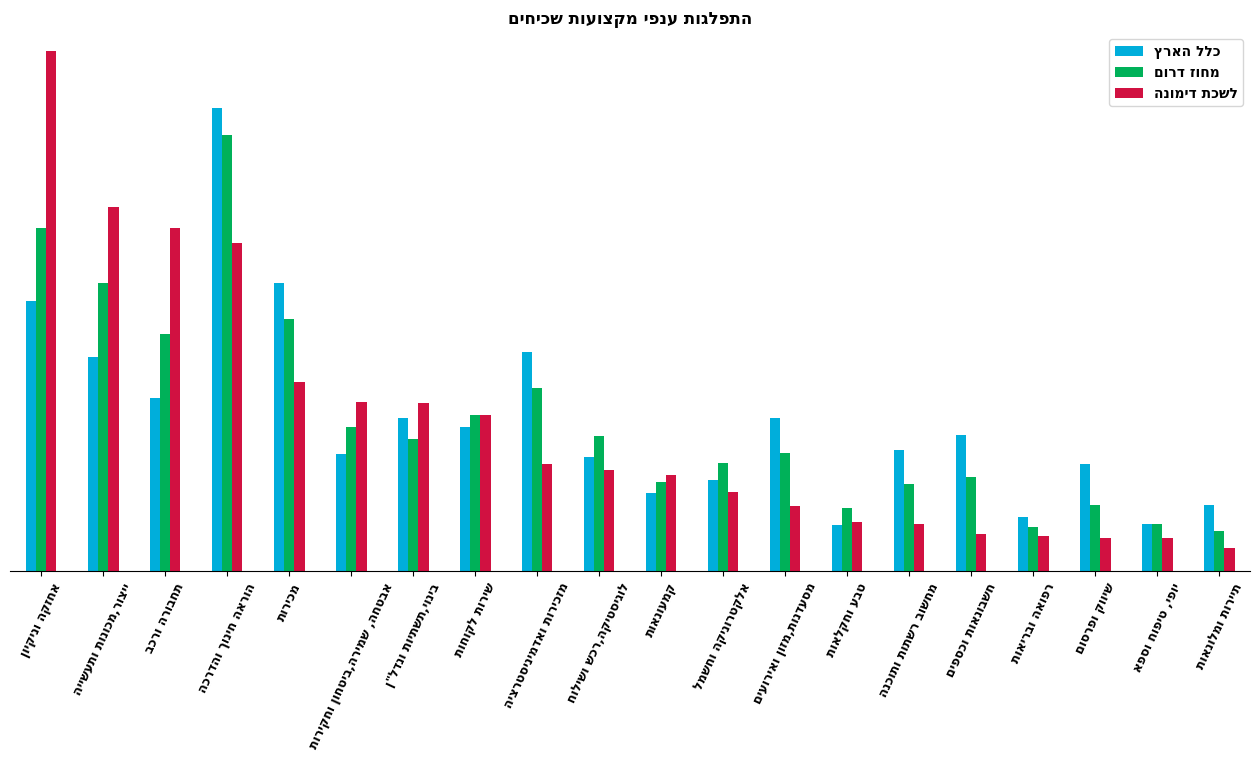 התפלגות ענפי מקצועות שכיחים
כלל הארץ
מחוז דרום
לשכת דימונה
אחזקה וניקיון
ייצור,מכונות ותעשייה
תחבורה ורכב
הוראה חינוך והדרכה
מכירות
אבטחה, שמירה,ביטחון וחקירות
בינוי,תשתיות ונדל"ן
שירות לקוחות
מזכירות ואדמיניסטרציה
לוגיסטיקה,רכש ושילוח
קמעונאות
אלקטרוניקה וחשמל
מסעדנות,מזון ואירועים
טבע וחקלאות
מחשוב רשתות ותוכנה
חשבונאות וכספים
רפואה ובריאות
שיווק ופרסום
יופי, טיפוח וספא
תיירות ומלונאות